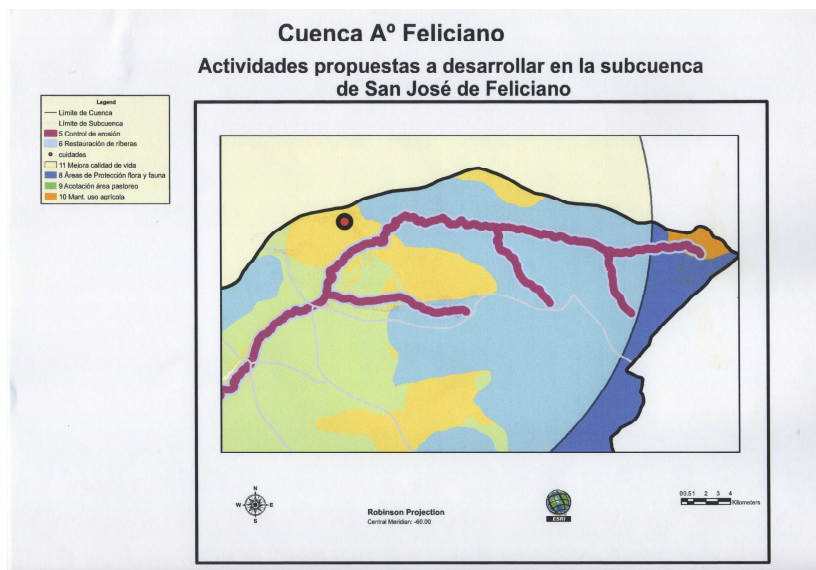 Cuenca Aº Feliciano
Actividades propuestas a desarrollar en la subcuenca
de San José de Feliciano
Legend
Límite de Cuenca
Límite de Subcuenca
5 Control de erosión
6 Restauración de riberas
cuidades
11 Mejora calidad de vida
8 Áreas de Protección flora y fauna
9 Acotación área pastoreo
10 Mant. uso agrícola
N
W E
S
Robinson Projection
Central Meridian: -60.00
ESRI
00.51 2 3 4
Kilometers